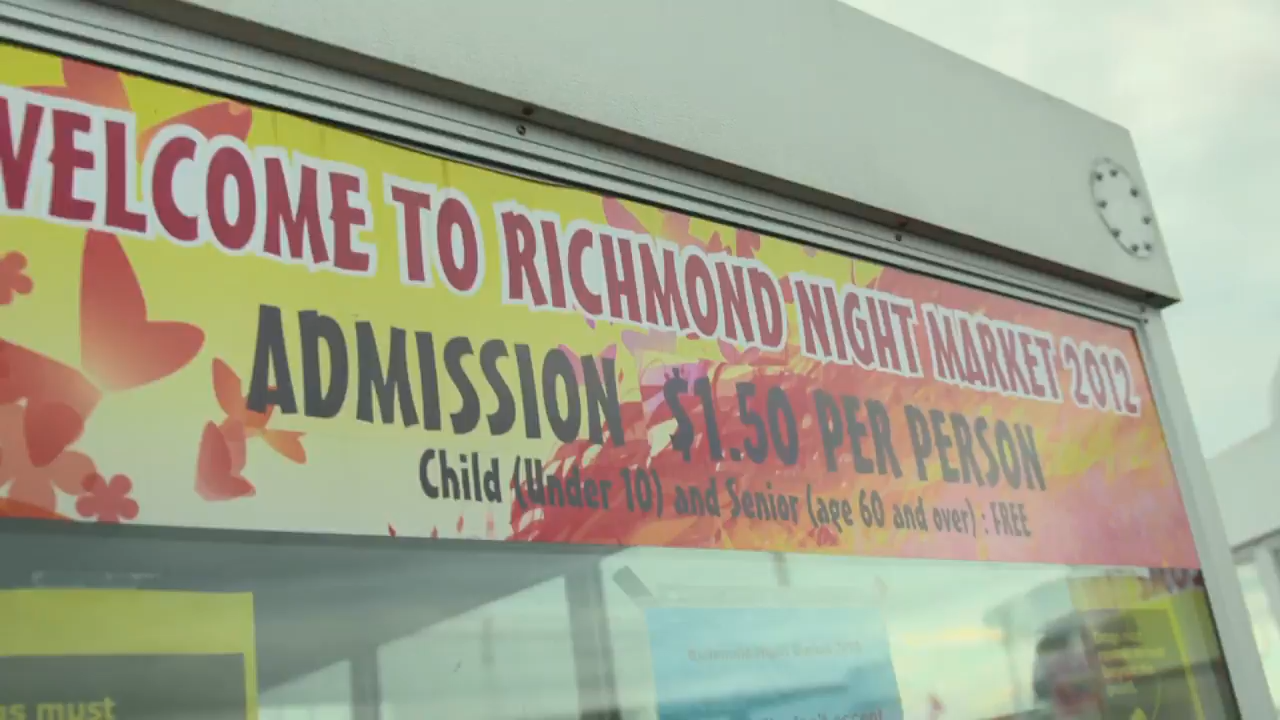 WELCOME TO RICHMOND NIGHT MARKET 2012
ADMISSION $1.50 PER PERSON
Child (Under 10) and Senior (age 60 and over) : FREE
must